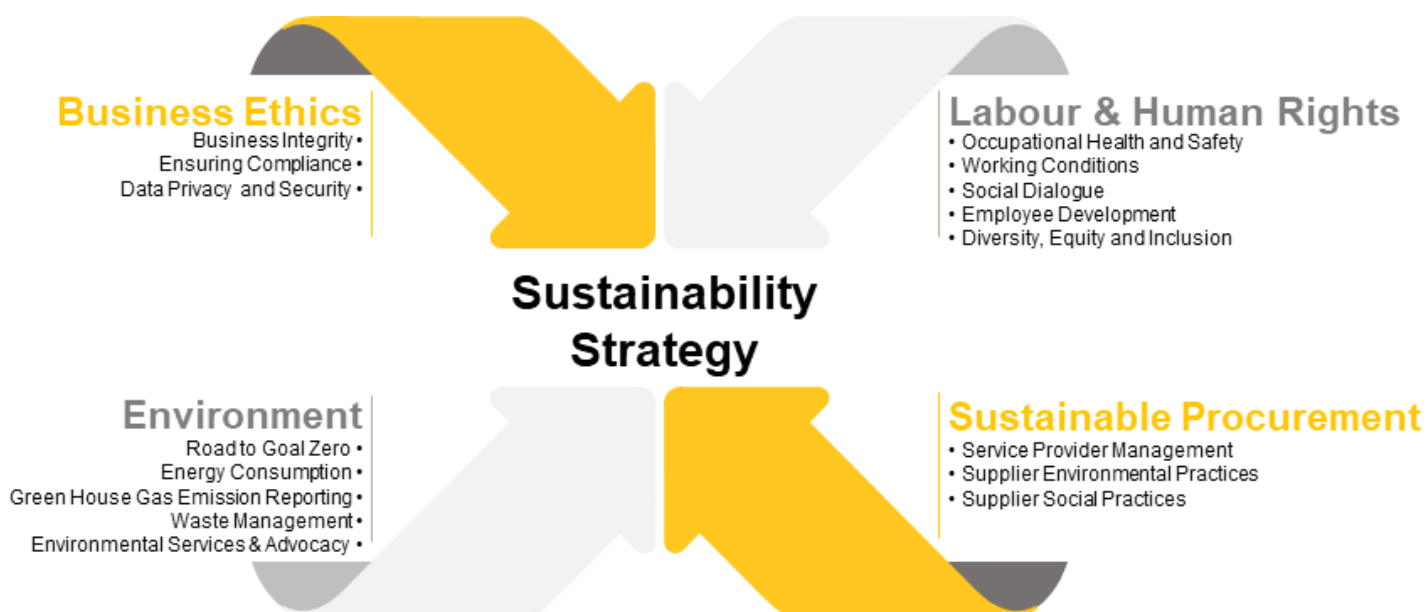 Business Ethics
Business Integrity •
Ensuring Compliance •
Data Privacy and Security •
Labour & Human Rights
• Occupational Health and Safety
• Working Conditions
• Social Dialogue
• Employee Development
• Diversity, Equity and Inclusion
Sustainability
Strategy
Environment
Road to Goal Zero •
Energy Consumption •
Green House Gas Emission Reporting •
Waste Management •
Environmental Services & Advocacy •
Sustainable Procurement
• Service Provider Management
• Supplier Environmental Practices
• Supplier Social Practices